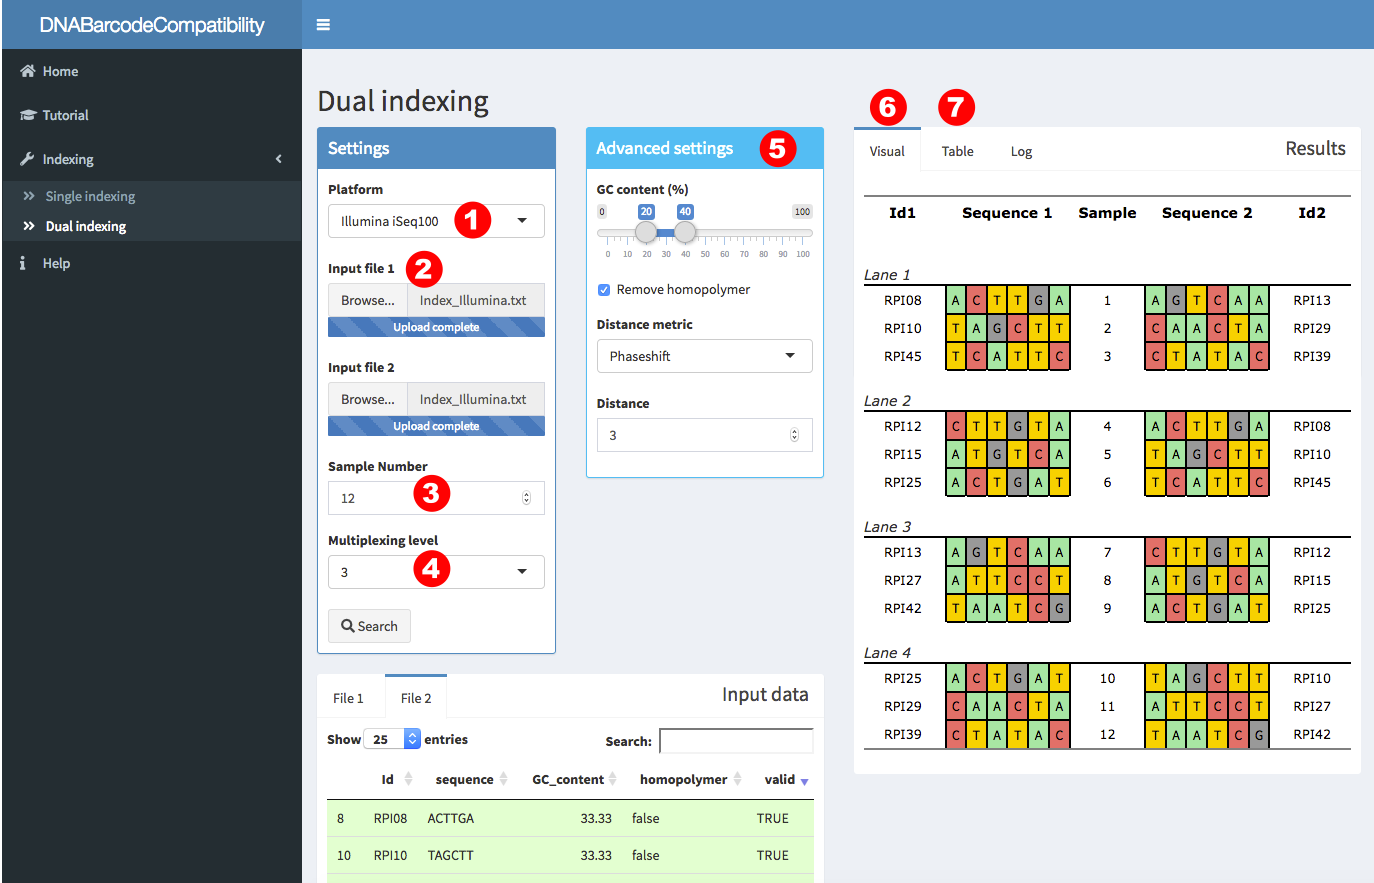 DNABarcodeCompatibility
Home
Tutorial
Indexing
Single indexing
Dual indexing
Help
Dual indexing
Settings
Platform
Illumina iSeq100 1
Input file 1 2
Browse... Index_Illumina.txt
Upload complete
Input file 2
Browse... Index_Illumina.txt
Upload complete
Sample Number
12 3
Multiplexing level
3 4
Search
Advanced settings 5
GC content (%)
0 20 40 100
0 10 20 30 40 50 60 70 80 90 100
Remove homopolymer
Distance metric
Phaseshift
Distance
3
File 1 File 2 Input data
Show 25 entries Search:
Id sequence GC_content homopolymer valid
8 RPI08 ACTTGA 33.33 false TRUE
10 RPI10 TAGCTT 33.33 false TRUE
6 7
Visual Table Log Results
Id1 Sequence 1 Sample Sequence 2 Id2
Lane 1
RPI08 A C T T G A 1 A G T C A A RPI13
RPI10 T A G C T T 2 C A A C T A RPI29
RPI45 T C A T T C 3 C T A T A C RPI39
Lane 2
RPI12 C T T G T A 4 A C T T G A RPI08
RPI15 A T G T C A 5 T A G C T T RPI10
RPI25 A C T G A T 6 T C A T T C RPI45
Lane 3
RPI13 A G T C A A 7 C T T G T A RPI12
RPI27 A T T C C T 8 A T G T C A RPI15
RPI42 T A A T C G 9 A C T G A T RPI25
Lane 4
RPI25 A C T G A T 10 T A G C T T RPI10
RPI29 C A A C T A 11 A T T C C T RPI27
RPI39 C T A T A C 12 T A A T C G RPI42